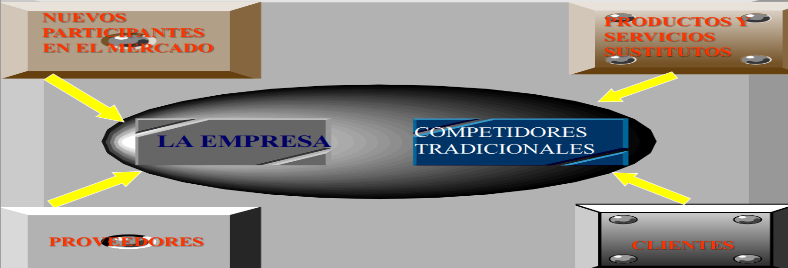 NUEVOS
PARTICIPANTES
EN EL MERCADO
PRODUCTOS Y
SERVICIOS
SUSTITUTOS
LA EMPRESA
COMPETIDORES
TRADICIONALES
PROVEEDORES
CLIENTES